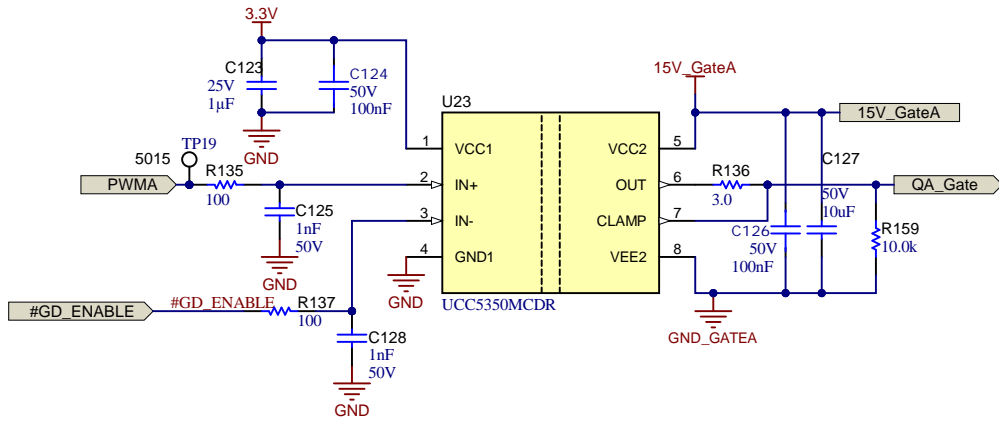 3.3V
C123
25V
1µF
C124
50V
100nF
GND
15V_GateA
15V_GateA
U23
TP19
5015
PWMA
R135
100
1
VCC1
VCC2
5
2
IN+
OUT
6
R136
3.0
3
IN-
CLAMP
7
4
GND1
VEE2
8
UCC5350MCDR
C125
1nF
50V
GND
GND
C127
50V
10uF
QA_Gate
C126
50V
100nF
R159
10.0k
GND_GATEA
#GD_ENABLE
#GD_ENABLE
R137
100
C128
1nF
50V
GND